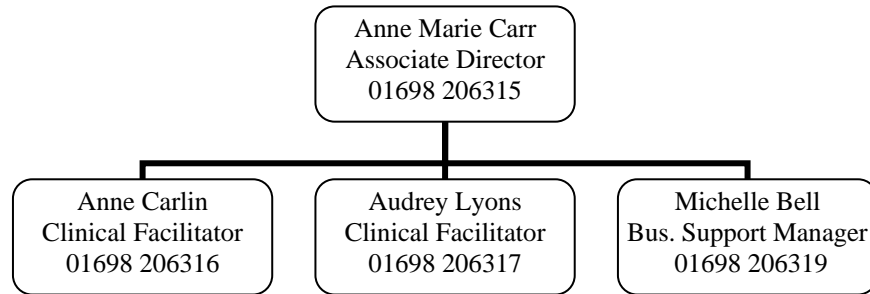 Anne Marie Carr
Associate Director
01698 206315
Anne Carlin
Clinical Facilitator
01698 206316
Audrey Lyons
Clinical Facilitator
01698 206317
Michelle Bell
Bus. Support Manager
01698 206319